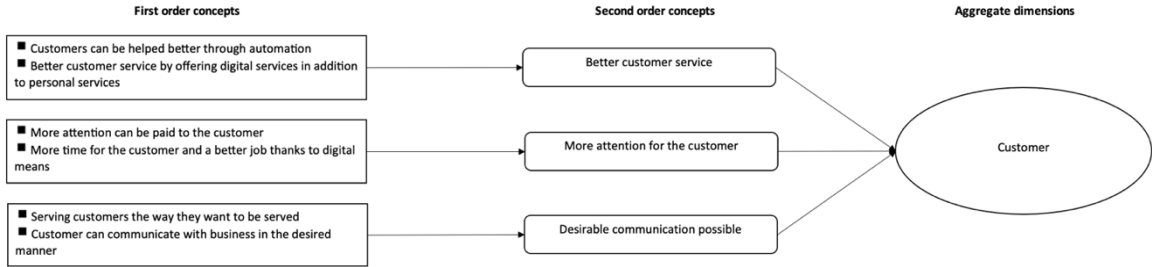 First order concepts
Second order concepts
Aggregate dimensions
■ Customers can be helped better through automation
■ Better customer service by offering digital services in addition
to personal services
Better customer service
■ More attention can be paid to the customer
■ More time for the customer and a better job thanks to digital
means
More attention for the customer
Customer
■ Serving customers the way they want to be served
■ Customer can communicate with business in the desired
manner
Desirable communication possible